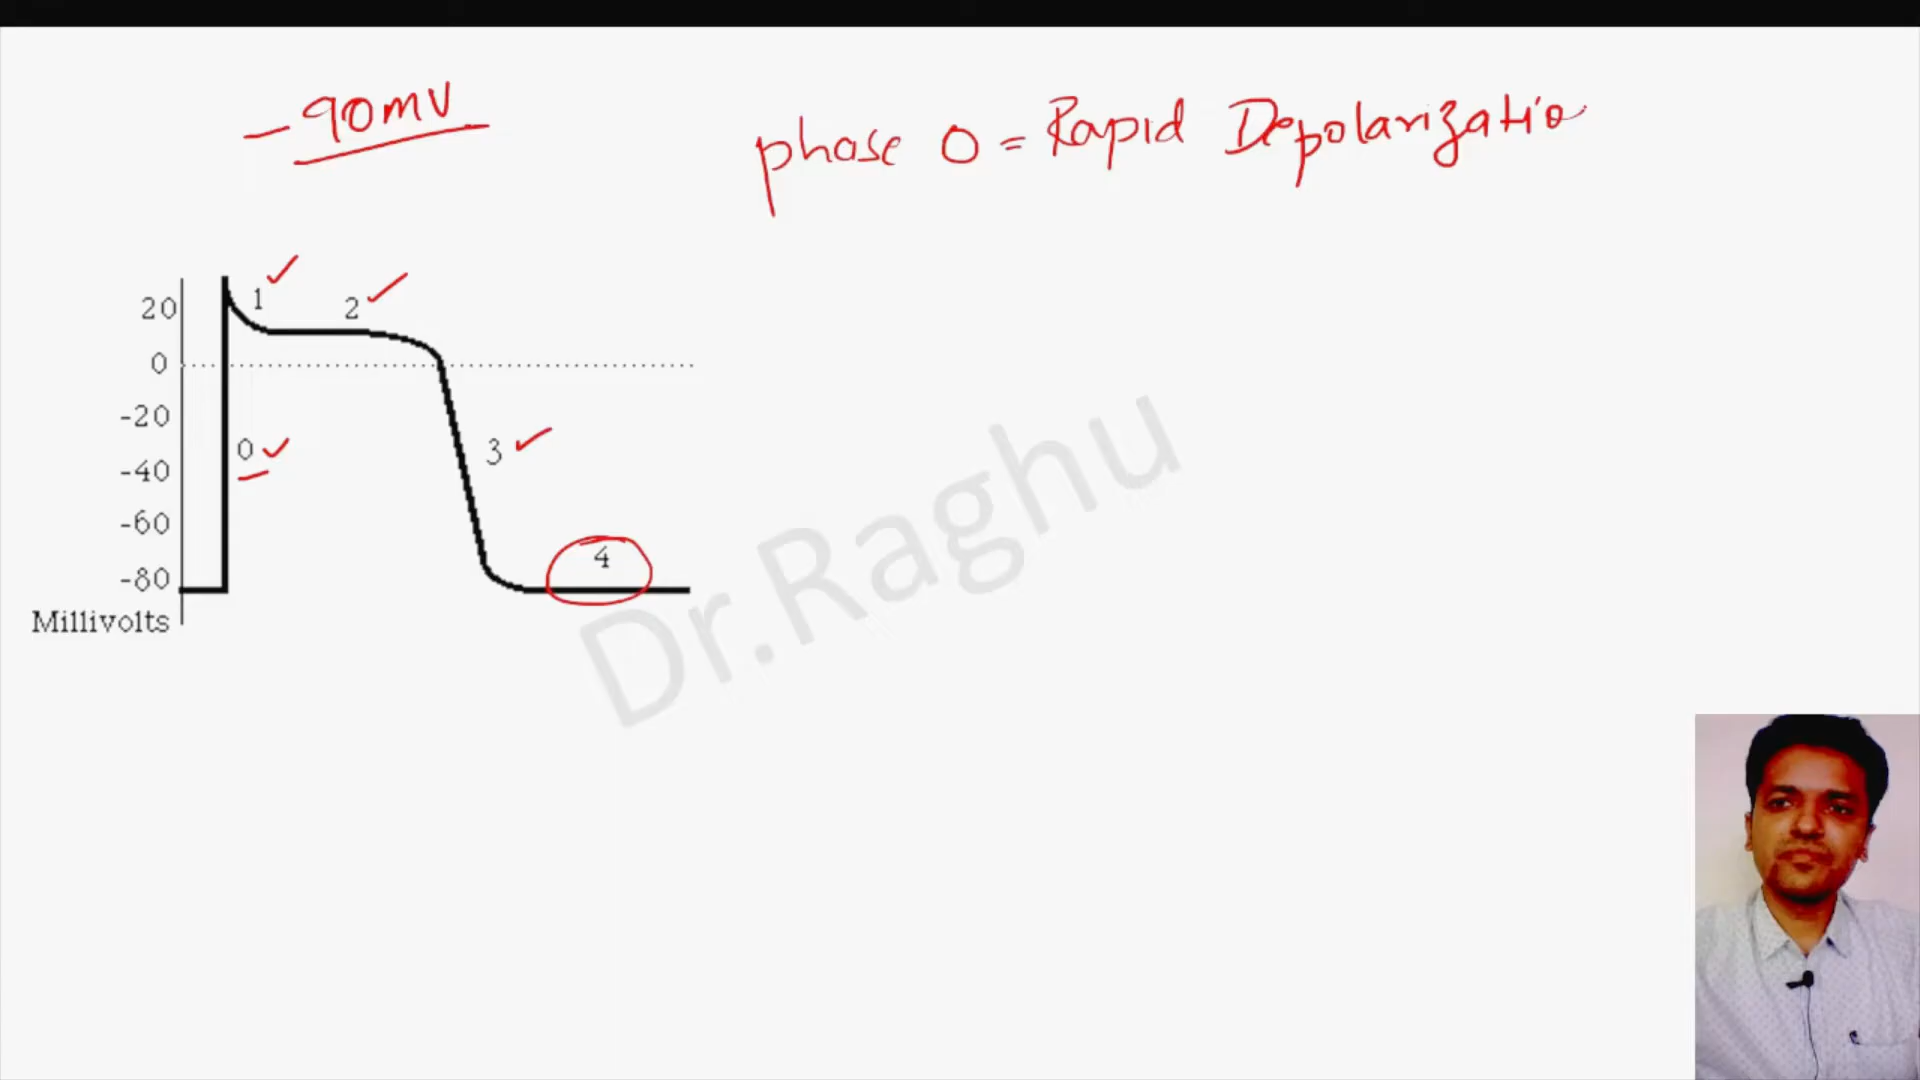 - 90mV
phase 0 = Rapid Depolarizatio
1
2
20
0
-20
0
-40
3
-60
4
-80
Millivolts
Dr.Raghu